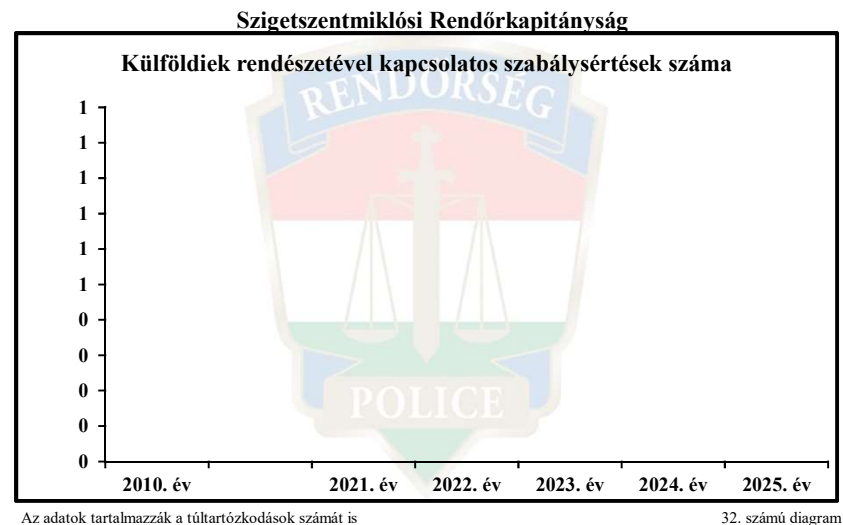 Szigetszentmiklósi Rendőrkapitányság
Külföldiek rendészetével kapcsolatos szabálysértések száma
RENDŐRSÉG
1
1
1
1
1
1
0
0
0
0
0
POLICE
2010. év 2021. év 2022. év 2023. év 2024. év 2025. év
Az adatok tartalmazzák a túltartózkodások számát is 32. számú diagram